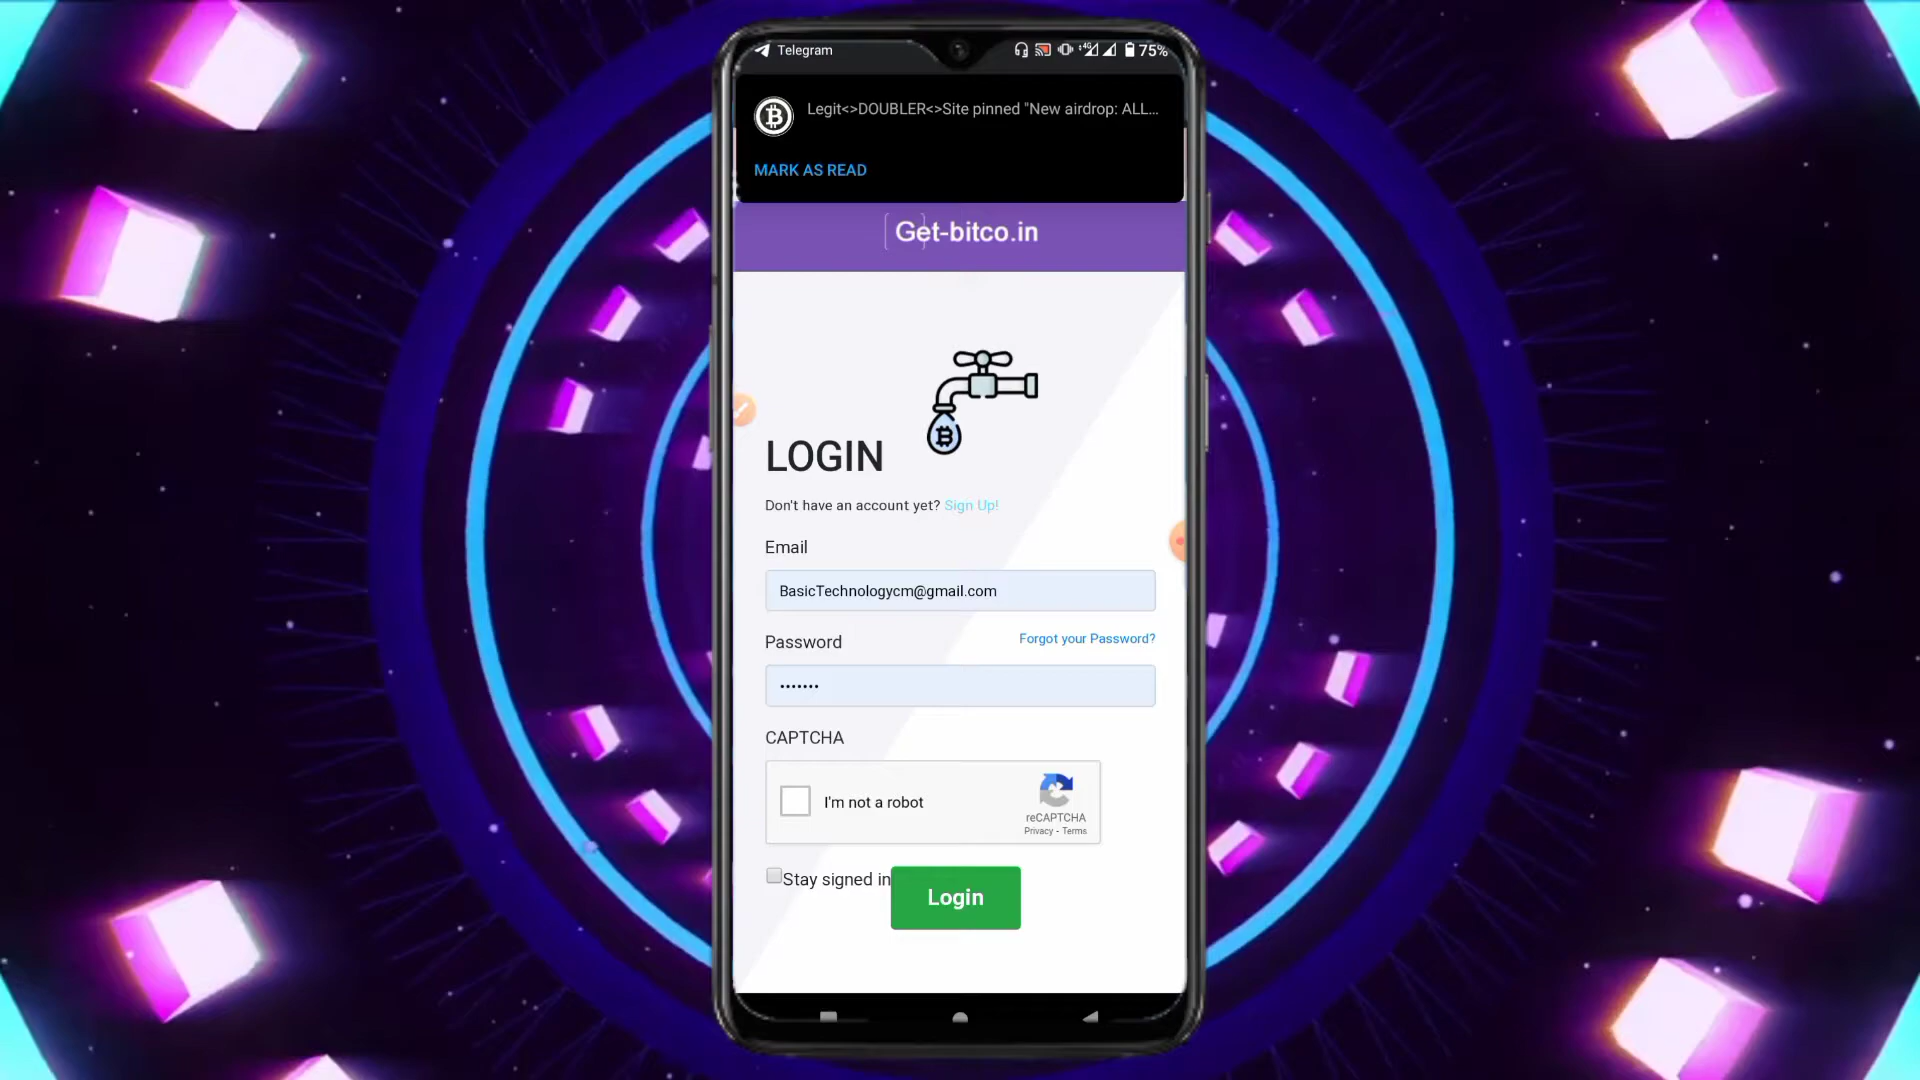 Telegram
4G
75%
Legit<>DOUBLER<>Site pinned "New airdrop: ALL...
MARK AS READ
Get-bitco.in
LOGIN
Don't have an account yet? Sign Up!
Email
BasicTechnologycm@gmail.com
Password
Forgot your Password?
•••••••
CAPTCHA
I'm not a robot
reCAPTCHA
Privacy - Terms
Stay signed in
Login